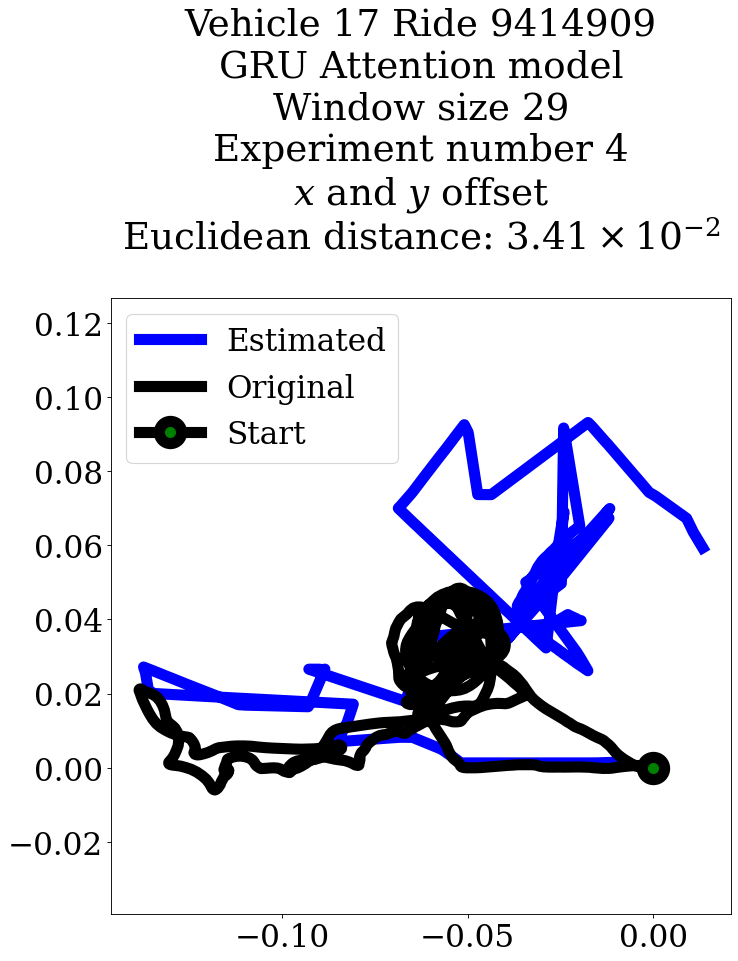 Vehicle 17 Ride 9414909
GRU Attention model
Window size 29
Experiment number 4
x and y offset
Euclidean distance: 3.41 × 10⁻²
Estimated
Original
Start
0.12
0.10
0.08
0.06
0.04
0.02
0.00
−0.02
−0.10
−0.05
0.00